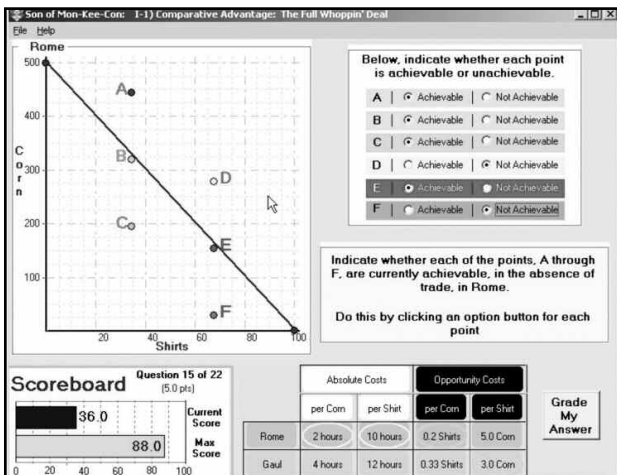 Son of Mon-Kee-Con: I-1) Comparative Advantage: The Full Whoppin' Deal
File Help
Rome
500
400
300
200
100
Corn
A
B
C
D
E
F
20 40 60 80 100
Shirts
Below, indicate whether each point
is achievable or unachievable.
A Achievable Not Achievable
B Achievable Not Achievable
C Achievable Not Achievable
D Achievable Not Achievable
E Achievable Not Achievable
F Achievable Not Achievable
Indicate whether each of the points, A through
F, are currently achievable, in the absence of
trade, in Rome.
Do this by clicking an option button for each
point
Scoreboard
Question 15 of 22
(5.0 pts)
36.0
Current
Score
88.0
Max
Score
0 20 40 60 80 100
Absolute Costs Opportunity Costs
per Corn per Shirt per Corn per Shirt
Rome 2 hours 10 hours 0.2 Shirts 5.0 Corn
Gaul 4 hours 12 hours 0.33 Shirts 3.0 Corn
Grade
My
Answer